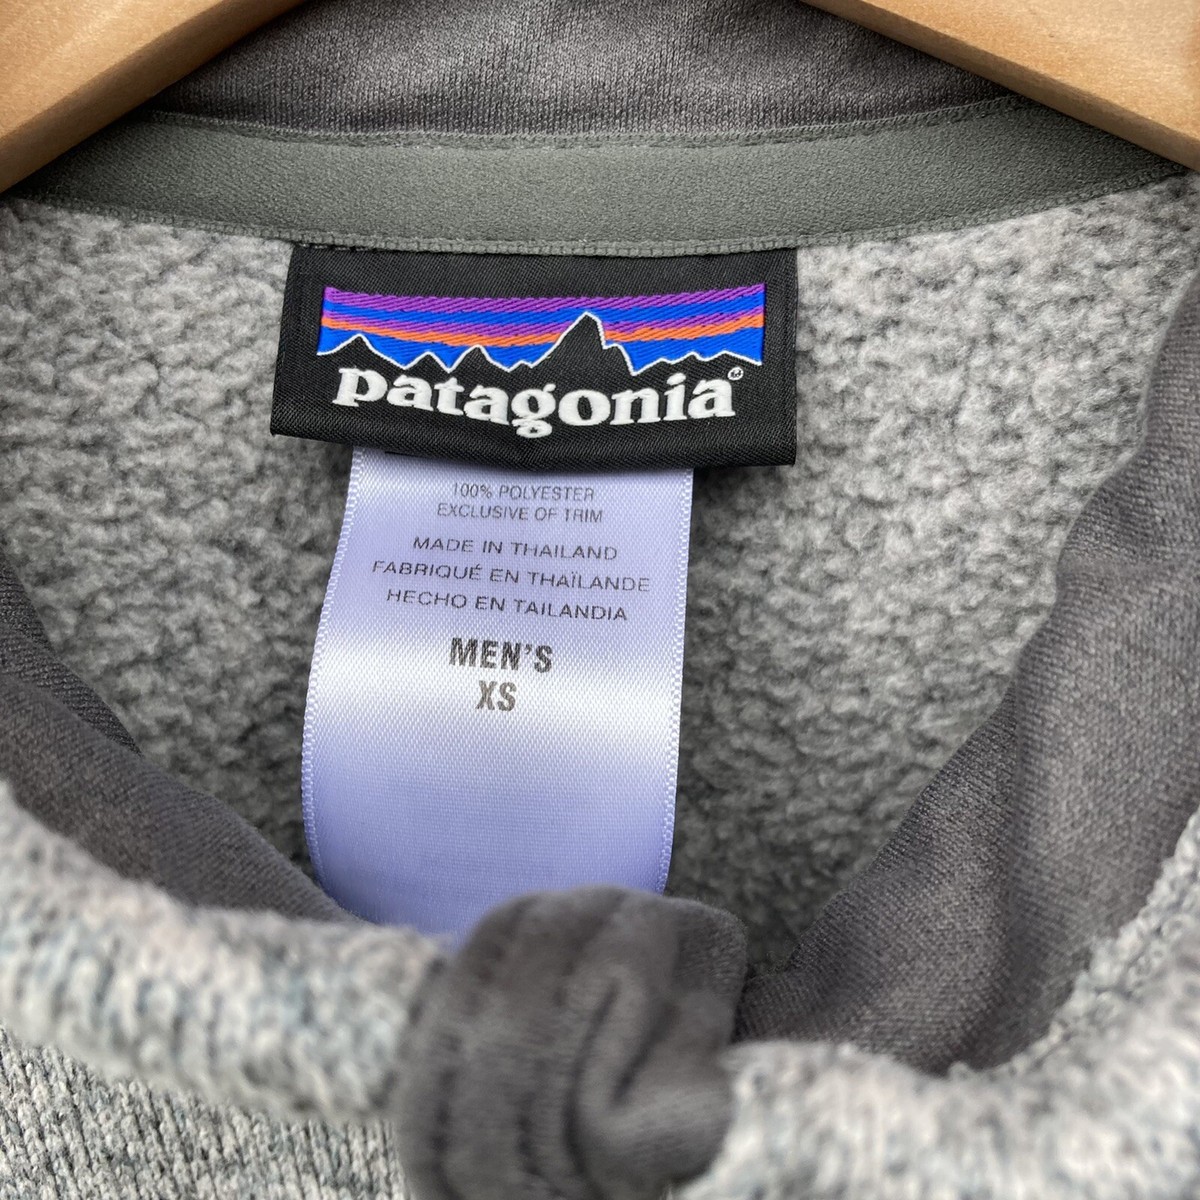 patagonia®
100% POLYESTER
EXCLUSIVE OF TRIM
MADE IN THAILAND
FABRIQUÉ EN THAÏLANDE
HECHO EN TAILANDIA
MEN'S
XS